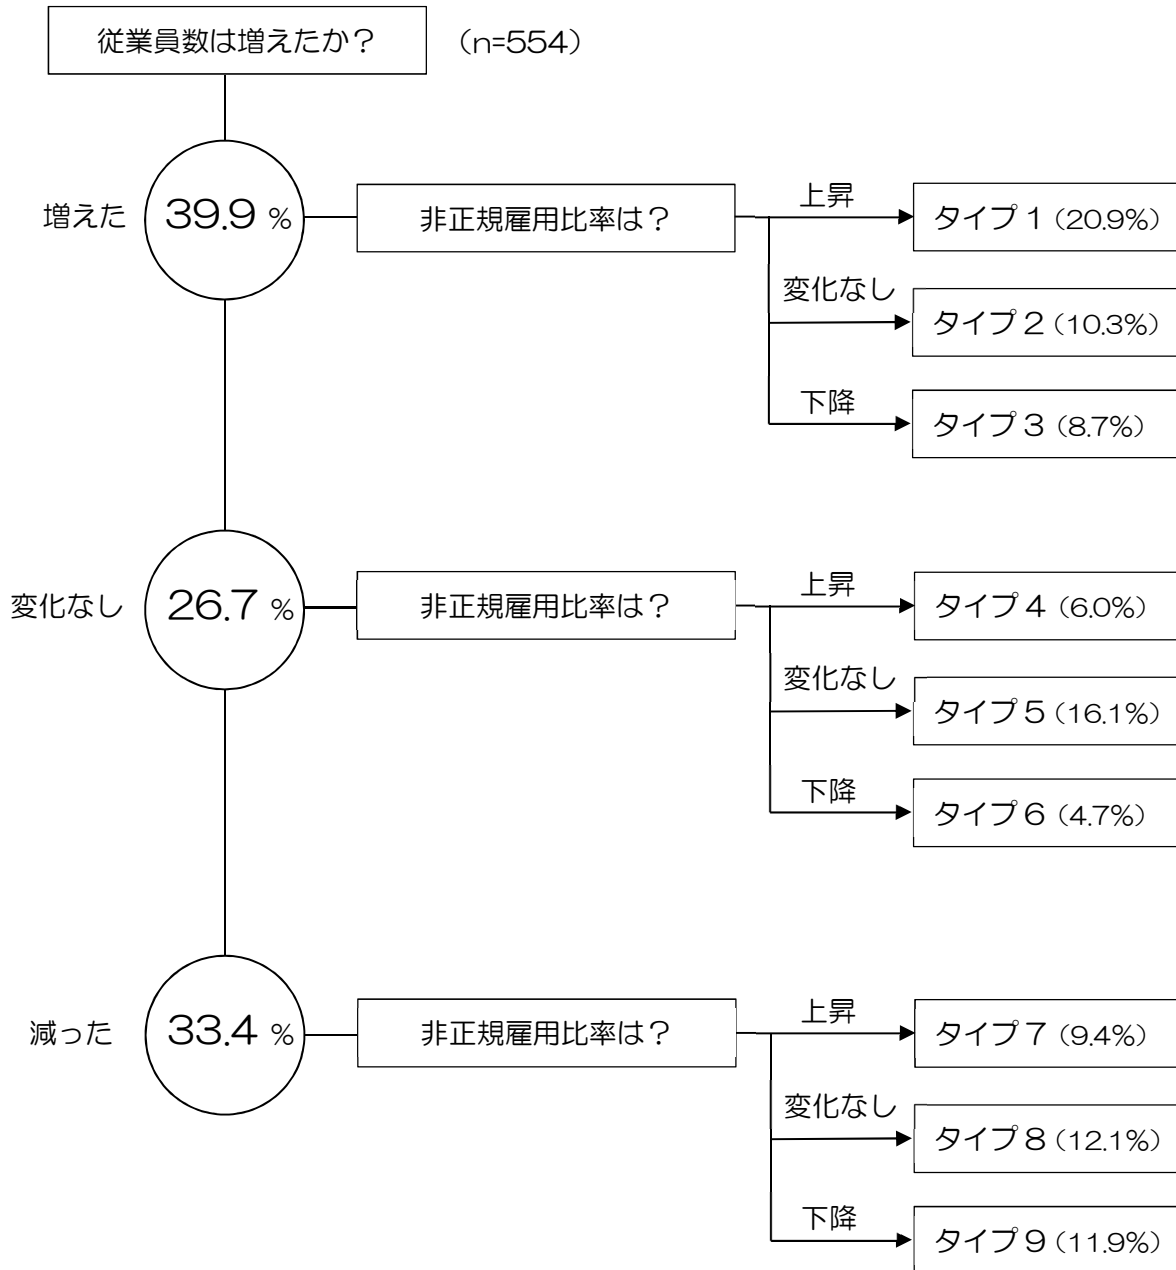 従業員数は増えたか？ （n=554）
増えた 39.9 % 非正規雇用比率は？ 上昇 タイプ１（20.9%）
変化なし タイプ２（10.3%）
下降 タイプ３（8.7%）
変化なし 26.7 % 非正規雇用比率は？ 上昇 タイプ４（6.0%）
変化なし タイプ５（16.1%）
下降 タイプ６（4.7%）
減った 33.4 % 非正規雇用比率は？ 上昇 タイプ７（9.4%）
変化なし タイプ８（12.1%）
下降 タイプ９（11.9%）